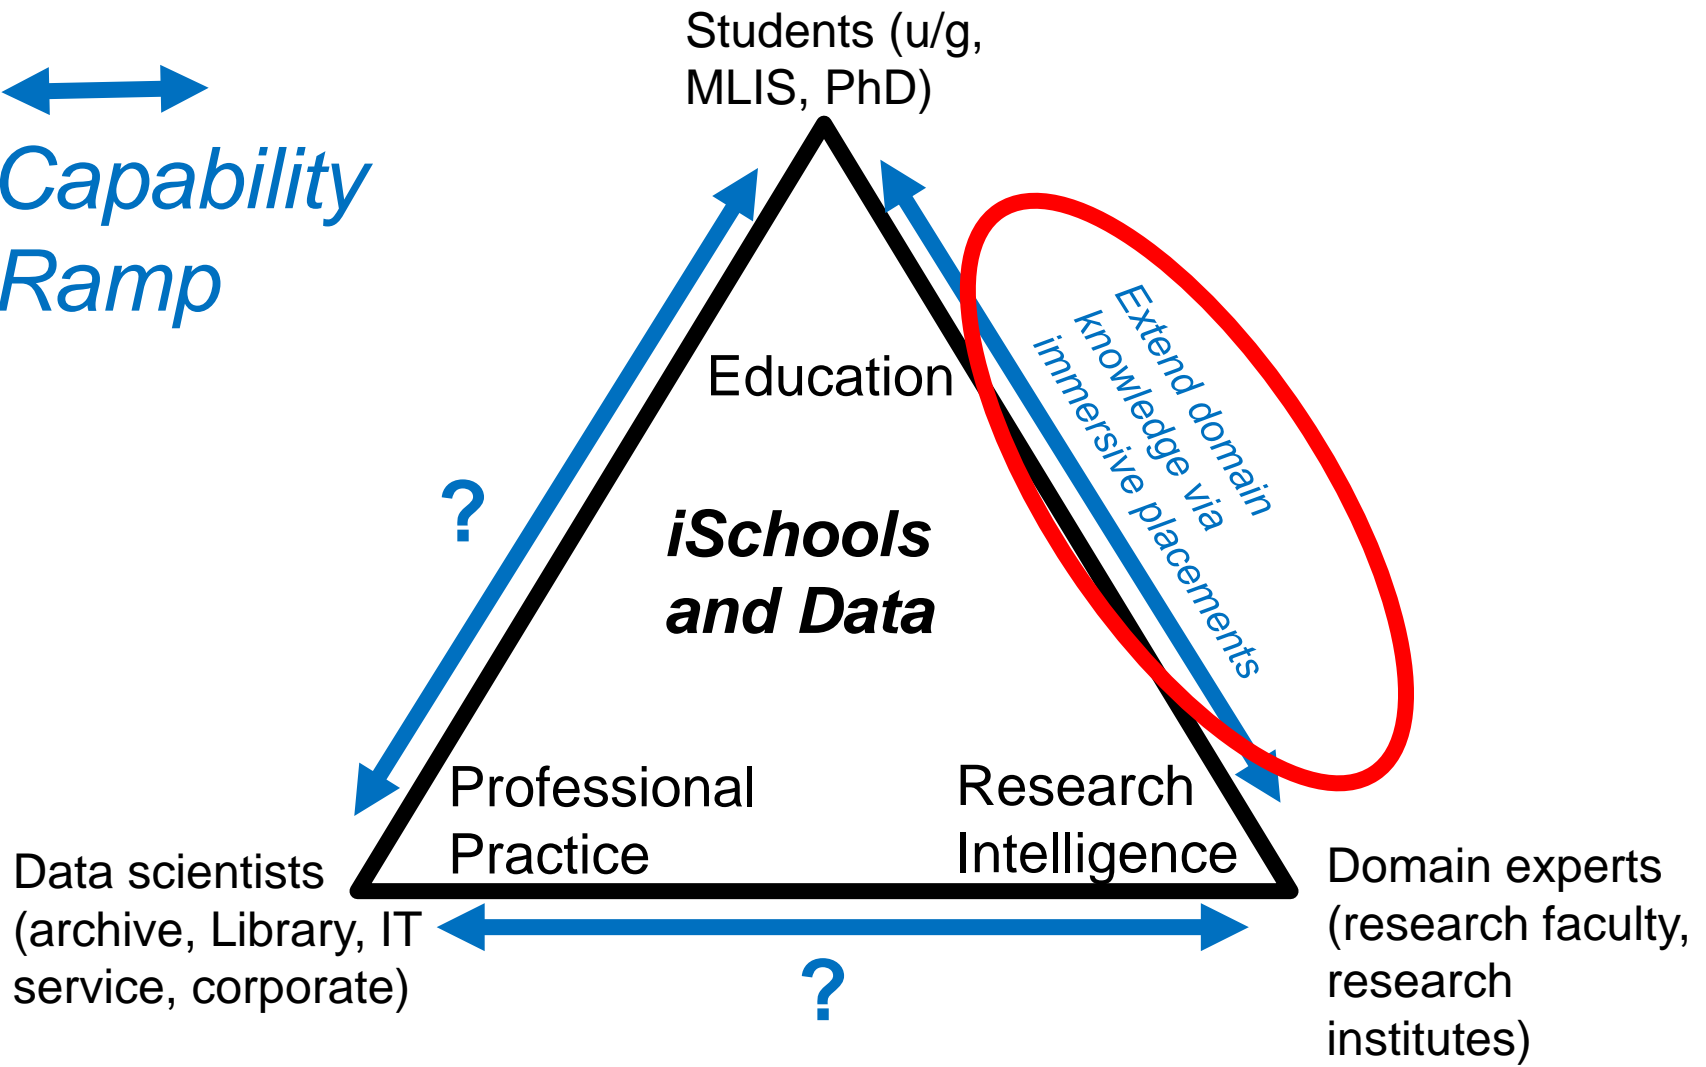 Students (u/g,
MLIS, PhD)
Capability
Ramp
Extend domain
knowledge via
immersive placements
Education
?
iSchools
and Data
Professional
Practice
Research
Intelligence
Data scientists
(archive, Library, IT
service, corporate)
Domain experts
(research faculty,
research
institutes)
?